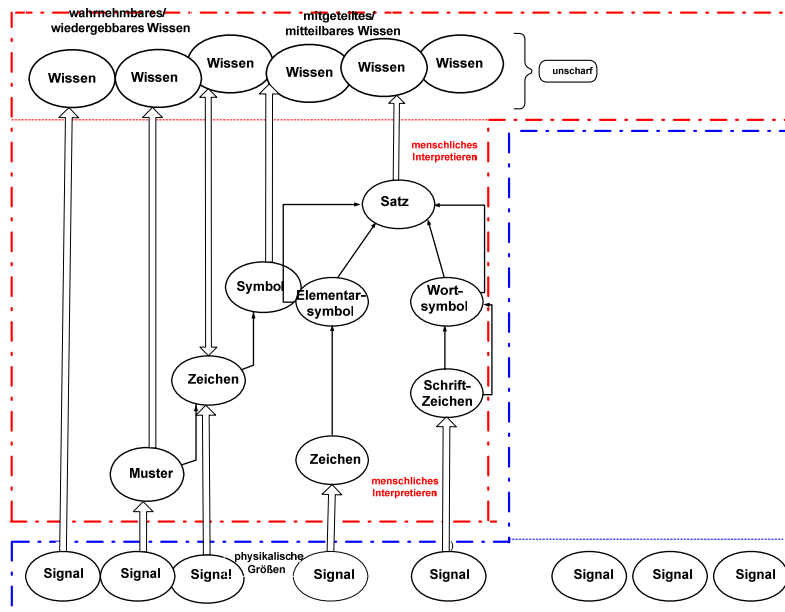 wahrnehmbares/
wiedergebbares Wissen
mitgeteiltes/
mitteilbares Wissen
Wissen
Wissen
Wissen
Wissen
Wissen
Wissen
unscharf
menschliches
Interpretieren
Satz
Symbol
Elementar-
symbol
Wort-
symbol
Zeichen
Schrift-
Zeichen
Muster
Zeichen
menschliches
Interpretieren
physikalische
Größen
Signal
Signal
Signal
Signal
Signal
Signal
Signal
Signal